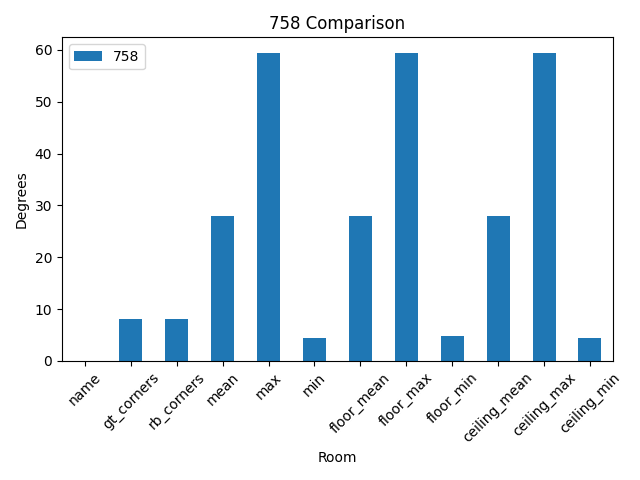 758 Comparison
758
Degrees
60
50
40
30
20
10
0
name
gt_corners
rb_corners
mean
max
min
floor_mean
floor_max
floor_min
ceiling_mean
ceiling_max
ceiling_min
Room